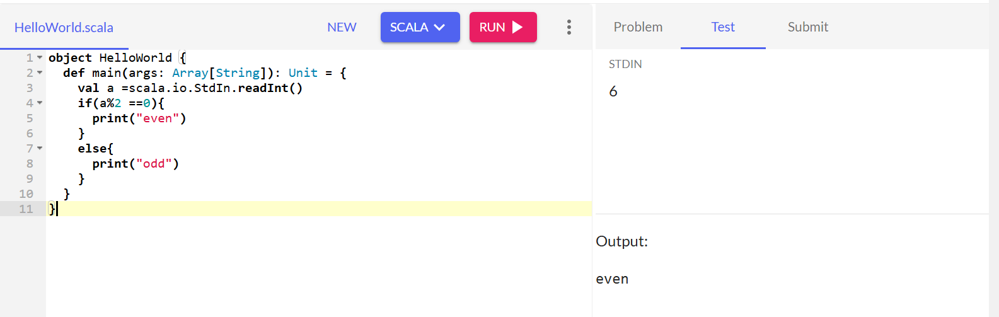 HelloWorld.scala NEW SCALA RUN
1 object HelloWorld {
2 def main(args: Array[String]): Unit = {
3 val a =scala.io.StdIn.readInt()
4 if(a%2 ==0){
5 print("even")
6 }
7 else{
8 print("odd")
9 }
10 }
11 }
Problem Test Submit
STDIN
6
Output:
even